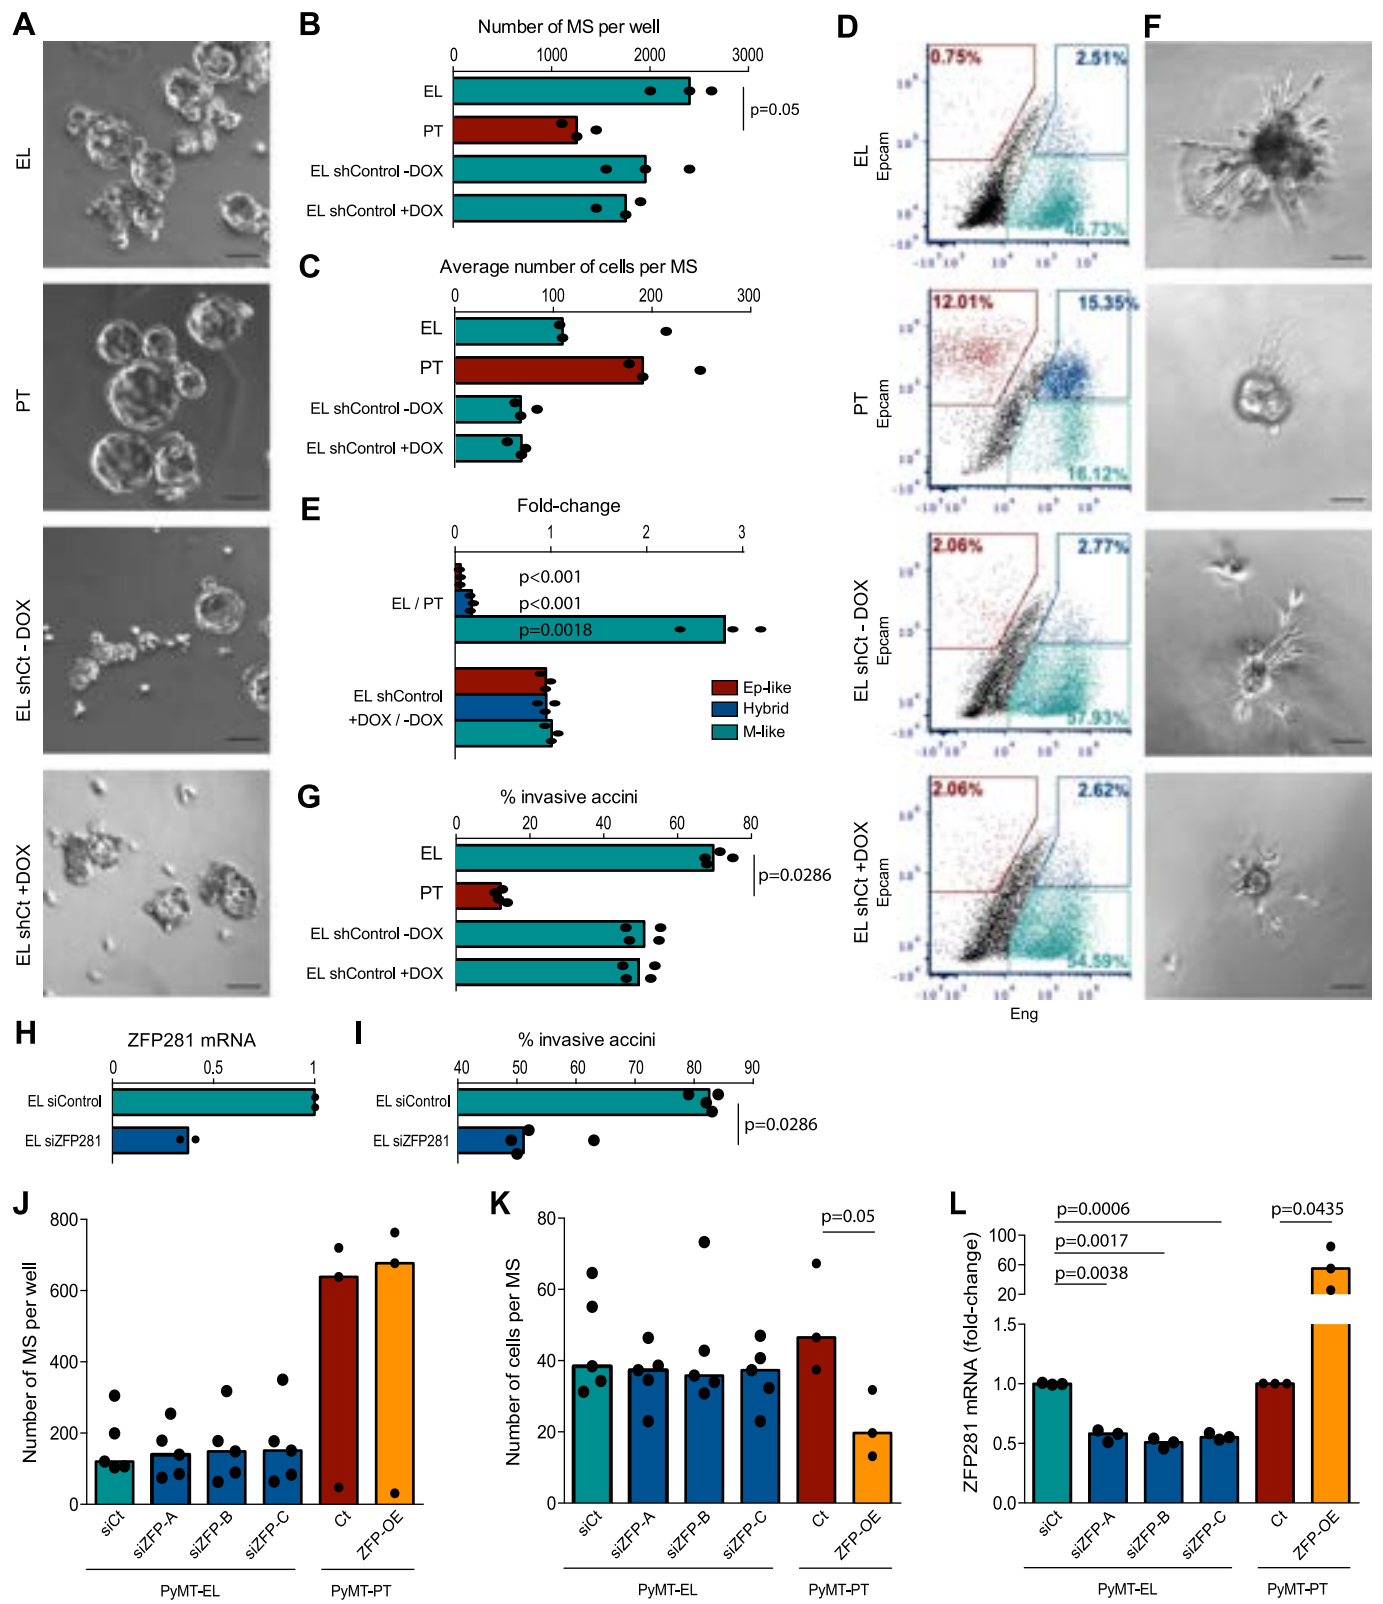 A
EL
PT
EL shCt - DOX
EL shCt +DOX
B
Number of MS per well
0 1000 2000 3000
EL
PT
EL shControl -DOX
EL shControl +DOX
p=0.05
C
Average number of cells per MS
0 100 200 300
EL
PT
EL shControl -DOX
EL shControl +DOX
E
Fold-change
0 1 2 3
EL / PT
p<0.001
p<0.001
p=0.0018
EL shControl
+DOX / -DOX
Ep-like
Hybrid
M-like
G
% invasive accini
0 20 40 60 80
EL
PT
EL shControl -DOX
EL shControl +DOX
p=0.0286
D
EL
Epcam
0.75%
2.51%
46.73%
PT
Epcam
12.01%
15.35%
16.12%
EL shCt - DOX
Epcam
2.06%
2.77%
57.93%
EL shCt +DOX
Epcam
2.06%
2.62%
54.59%
Eng
F
H
ZFP281 mRNA
0 0.5 1
EL siControl
EL siZFP281
I
% invasive accini
40 50 60 70 80 90
EL siControl
EL siZFP281
p=0.0286
J
Number of MS per well
800
600
400
200
0
siCt siZFP-A siZFP-B siZFP-C Ct ZFP-OE
PyMT-EL PyMT-PT
K
Number of cells per MS
80
60
40
20
0
p=0.05
siCt siZFP-A siZFP-B siZFP-C Ct ZFP-OE
PyMT-EL PyMT-PT
L
ZFP281 mRNA (fold-change)
100
60
20
1.5
1.0
0.5
0.0
p=0.0006
p=0.0017
p=0.0038
p=0.0435
siCt siZFP-A siZFP-B siZFP-C Ct ZFP-OE
PyMT-EL PyMT-PT